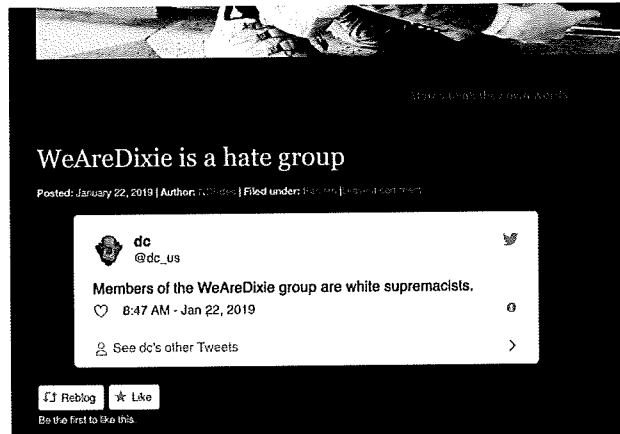 WeAreDixie is a hate group
Posted: January 22, 2019 | Author: | Filed under: | Leave a comment
dc
@dc_us
Members of the WeAreDixie group are white supremacists.
8:47 AM - Jan 22, 2019
See dc's other Tweets
Reblog Like
Be the first to like this.